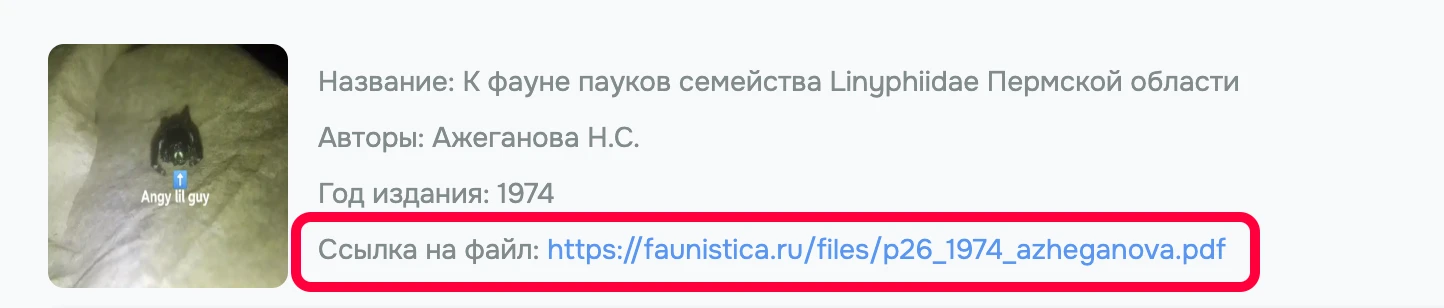 Название: К фауне пауков семейства Linyphiidae Пермской области
Авторы: Ажеганова Н.С.
Год издания: 1974
Ссылка на файл: https://faunistica.ru/files/p26_1974_azheganova.pdf
Angy lil guy